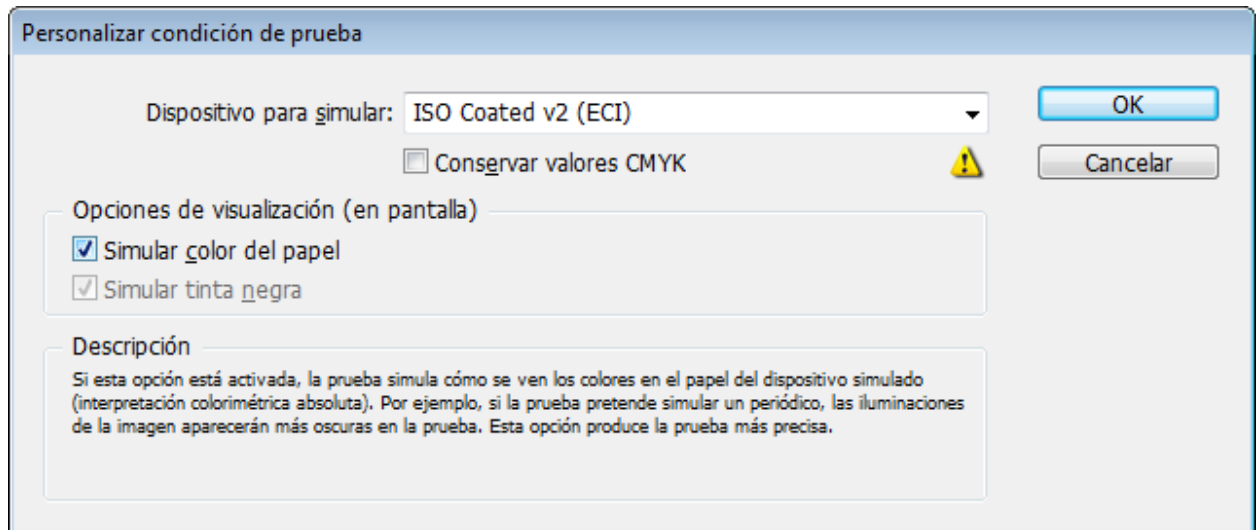 Personalizar condición de prueba
Dispositivo para simular: ISO Coated v2 (ECI)
OK
Conservar valores CMYK
Cancelar
Opciones de visualización (en pantalla)
Simular color del papel
Simular tinta negra
Descripción
Si esta opción está activada, la prueba simula cómo se ven los colores en el papel del dispositivo simulado
(interpretación colorimétrica absoluta). Por ejemplo, si la prueba pretende simular un periódico, las iluminaciones
de la imagen aparecerán más oscuras en la prueba. Esta opción produce la prueba más precisa.